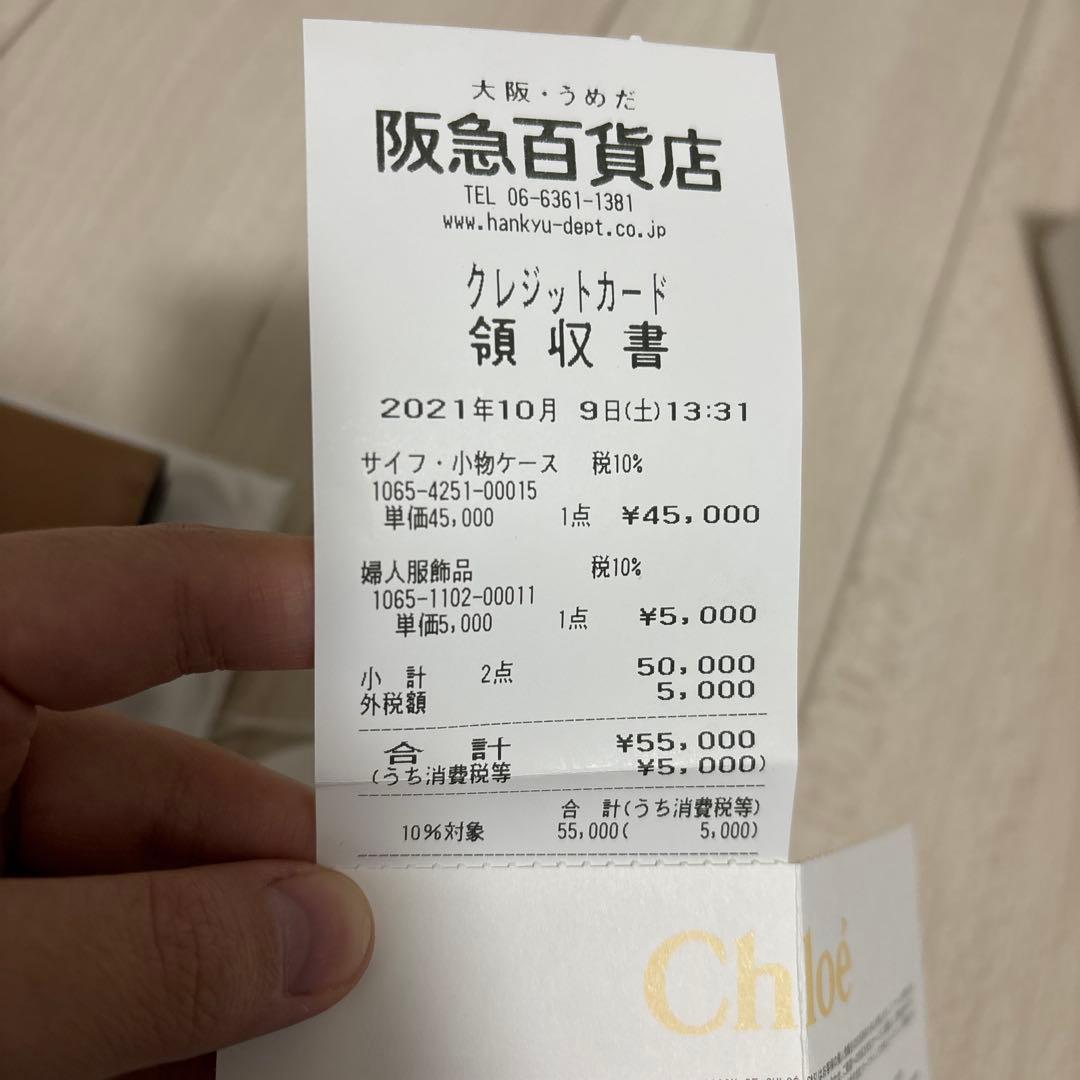 大阪・うめだ
阪急百貨店
TEL 06-6361-1381
www.hankyu-dept.co.jp
クレジットカード
領収書
2021年10月 9日(土)13:31
サイフ・小物ケース 税10%
1065-4251-00015
単価45,000 1点 ¥45,000
婦人服飾品 税10%
1065-1102-00011
単価5,000 1点 ¥5,000
小 計 2点 50,000
外税額 5,000
合 計 ¥55,000
(うち消費税等 ¥5,000)
合 計(うち消費税等)
10%対象 55,000( 5,000)
Chloé